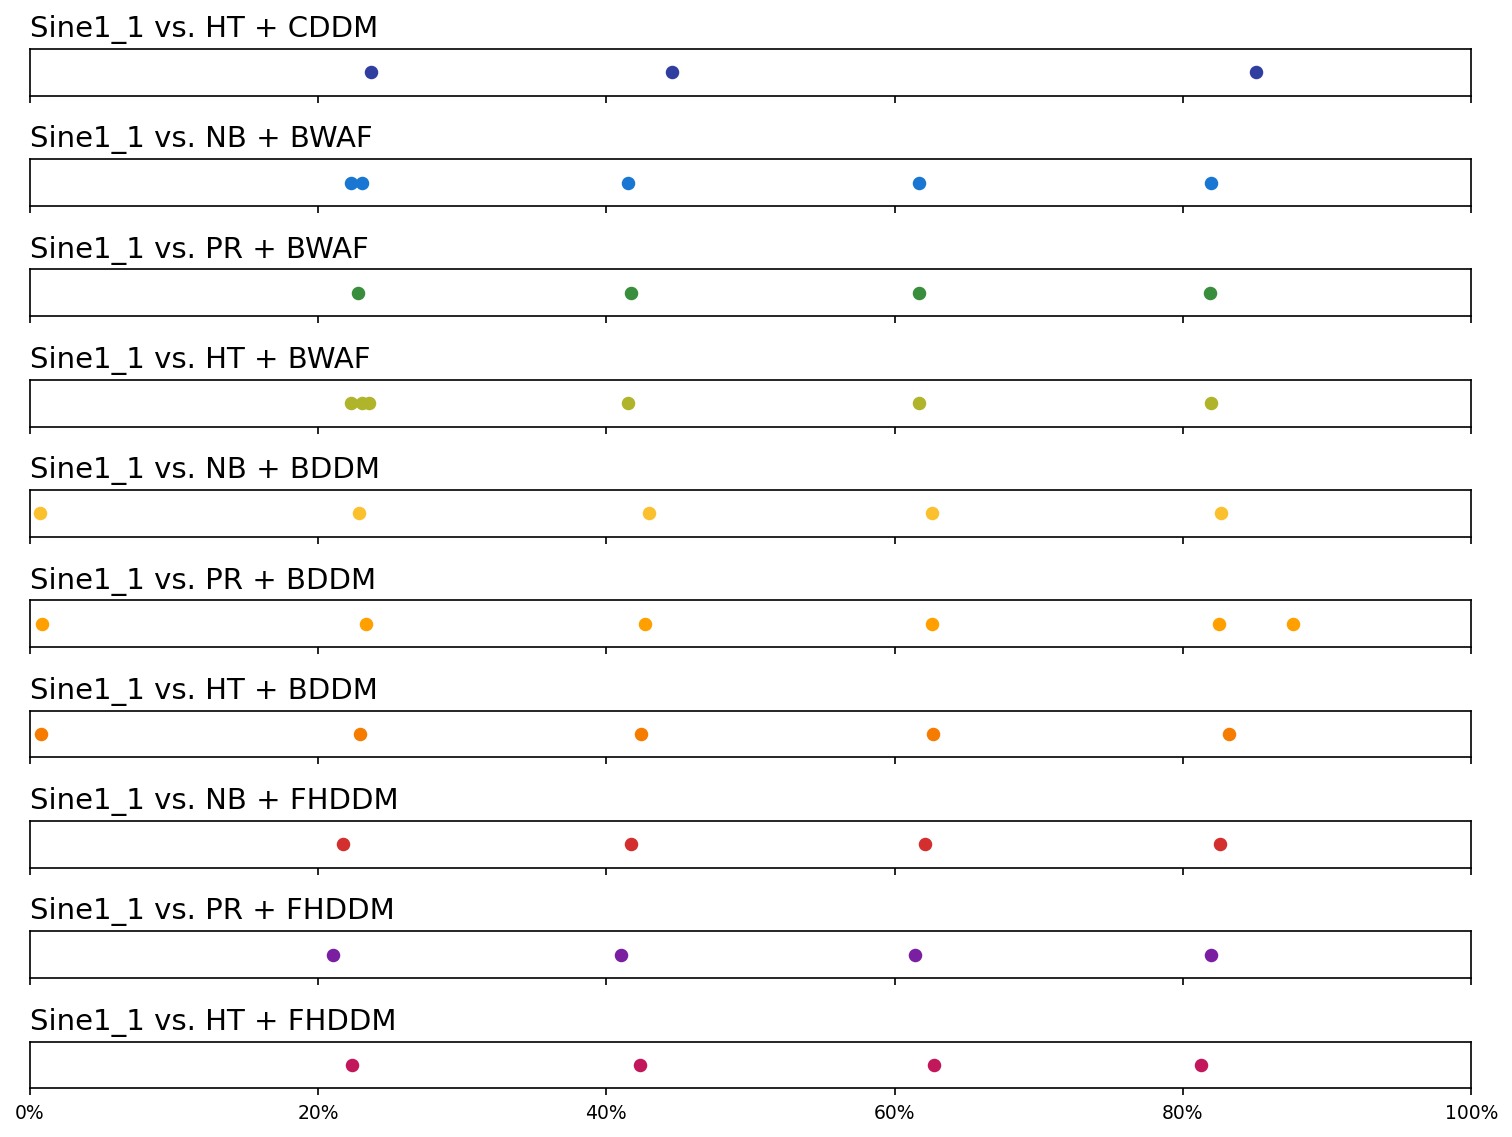 Sine1_1 vs. HT + CDDM
Sine1_1 vs. NB + BWAF
Sine1_1 vs. PR + BWAF
Sine1_1 vs. HT + BWAF
Sine1_1 vs. NB + BDDM
Sine1_1 vs. PR + BDDM
Sine1_1 vs. HT + BDDM
Sine1_1 vs. NB + FHDDM
Sine1_1 vs. PR + FHDDM
Sine1_1 vs. HT + FHDDM
0% 20% 40% 60% 80% 100%